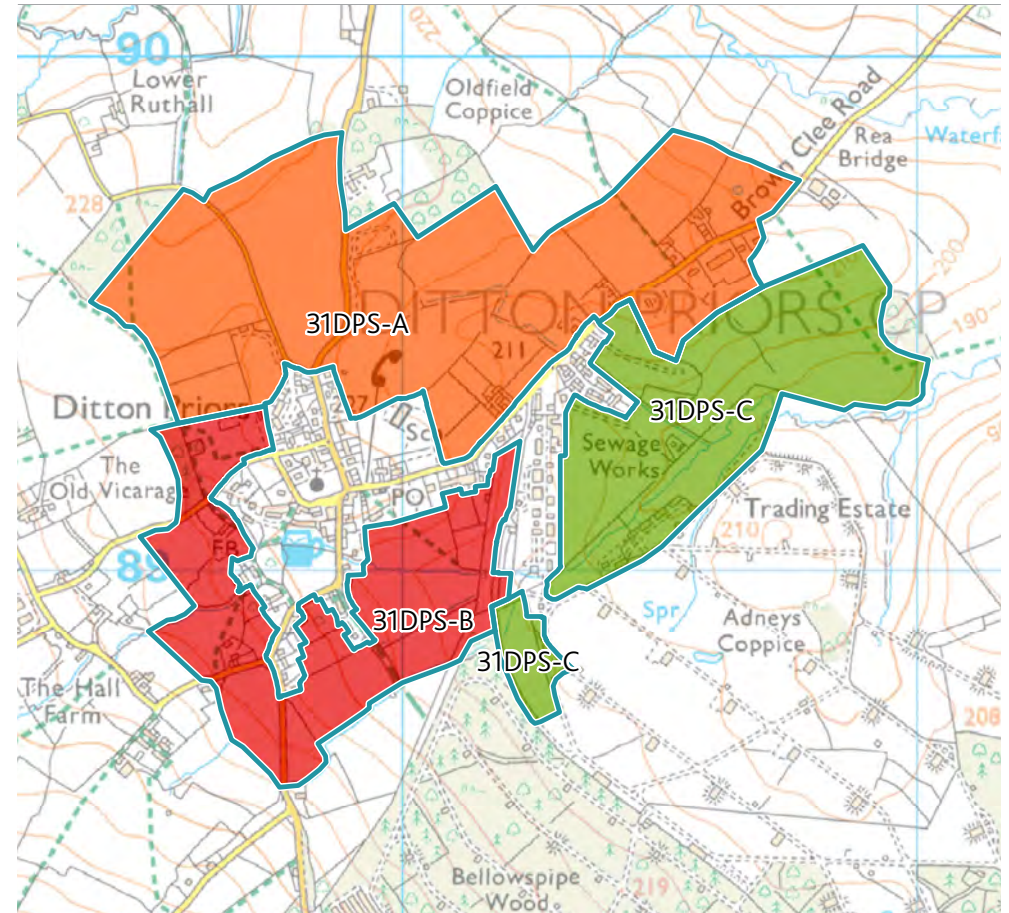 90
Lower
Ruthall
220
Oldfield
Coppice
Brown Clee Road
Rea
Bridge
228
200
31DPS-A
DITTON PRIORS CP
190
211
227
Ditton Priors
Sch
31DPS-C
Sewage
Works
The
Old Vicarage
PO
Trading Estate
210
FB
89
31DPS-B
Spr
Adneys
Coppice
31DPS-C
The Hall
Farm
208
Bellowspipe
Wood
219